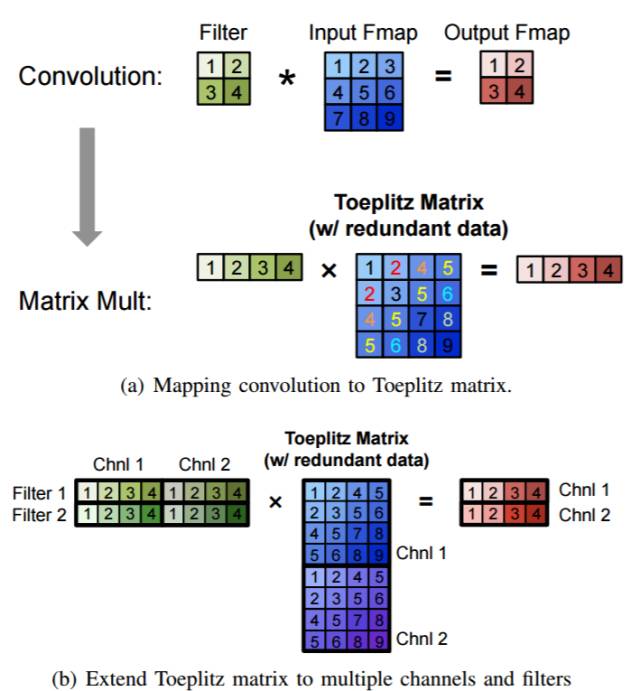 Filter Input Fmap Output Fmap
1 2 1 2 3 1 2
Convolution: * =
3 4 4 5 6 3 4
7 8 9
Toeplitz Matrix
(w/ redundant data)
1 2 3 4 × 1 2 4 5 = 1 2 3 4
2 3 5 6
Matrix Mult:
4 5 7 8
5 6 8 9
(a) Mapping convolution to Toeplitz matrix.
Toeplitz Matrix
(w/ redundant data)
Chnl 1 Chnl 2
Filter 1 1 2 3 4 1 2 3 4 × 1 2 4 5 = 1 2 3 4 Chnl 1
Filter 2 1 2 3 4 1 2 3 4 2 3 5 6 1 2 3 4 Chnl 2
4 5 7 8
5 6 8 9 Chnl 1
1 2 4 5
2 3 5 6
4 5 7 8
5 6 8 9 Chnl 2
(b) Extend Toeplitz matrix to multiple channels and filters